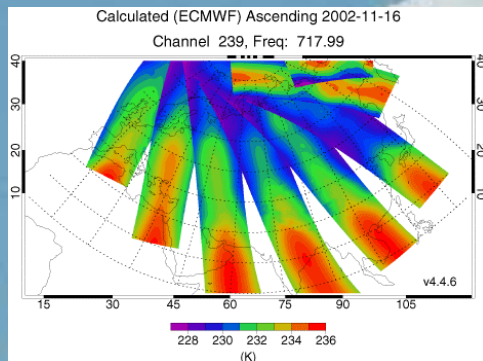 Calculated (ECMWF) Ascending 2002-11-16
Channel 239, Freq: 717.99
40 40
30 30
20 20
10 10
v4.4.6
15 30 45 60 75 90 105
228 230 232 234 236
(K)